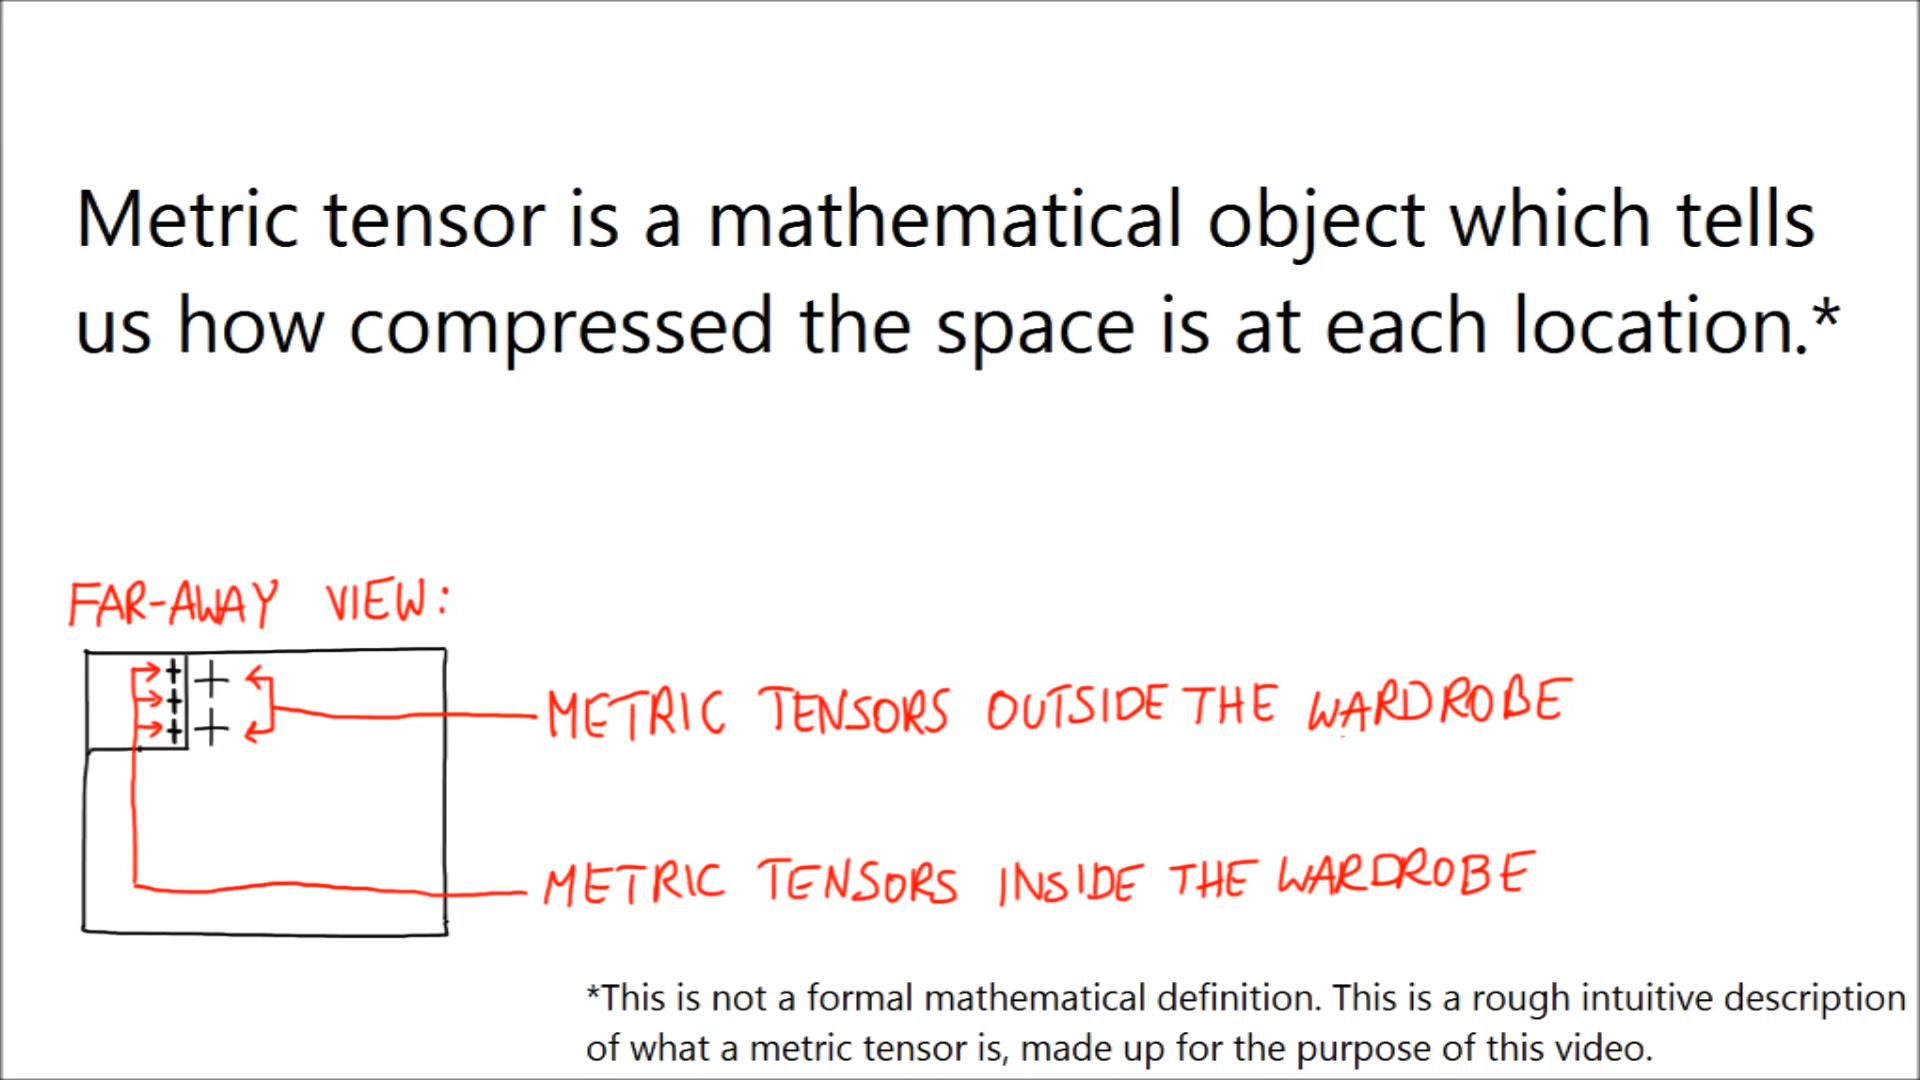 Metric tensor is a mathematical object which tells
us how compressed the space is at each location.*
FAR-AWAY VIEW:
METRIC TENSORS OUTSIDE THE WARDROBE
METRIC TENSORS INSIDE THE WARDROBE
*This is not a formal mathematical definition. This is a rough intuitive description
of what a metric tensor is, made up for the purpose of this video.